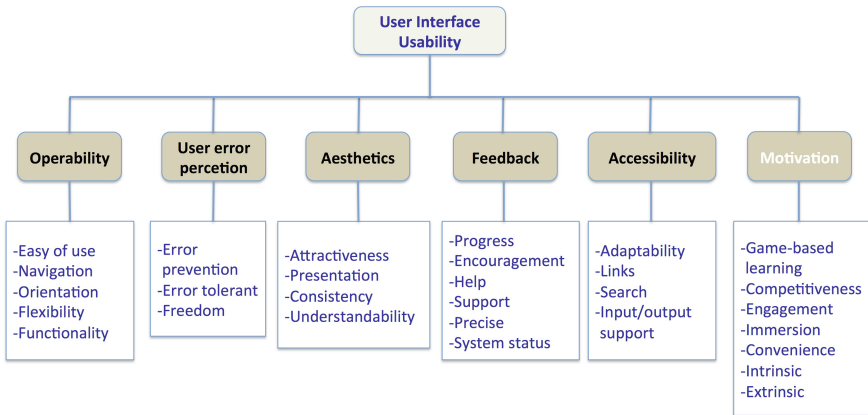 User Interface
Usability
Operability
User error
percetion
Aesthetics
Feedback
Accessibility
Motivation
-Easy of use
-Navigation
-Orientation
-Flexibility
-Functionality
-Error
prevention
-Error tolerant
-Freedom
-Attractiveness
-Presentation
-Consistency
-Understandability
-Progress
-Encouragement
-Help
-Support
-Precise
-System status
-Adaptability
-Links
-Search
-Input/output
support
-Game-based
learning
-Competitiveness
-Engagement
-Immersion
-Convenience
-Intrinsic
-Extrinsic